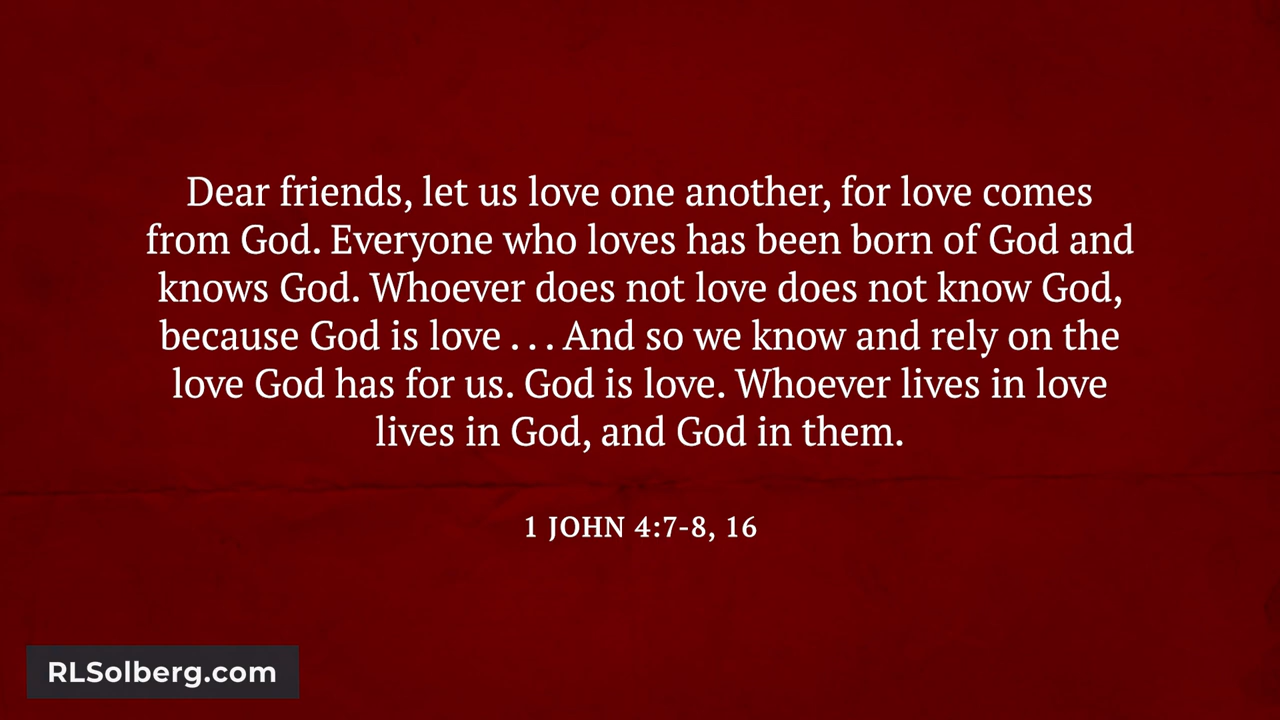 Dear friends, let us love one another, for love comes
from God. Everyone who loves has been born of God and
knows God. Whoever does not love does not know God,
because God is love . . . And so we know and rely on the
love God has for us. God is love. Whoever lives in love
lives in God, and God in them.
1 JOHN 4:7-8, 16
RLSolberg.com